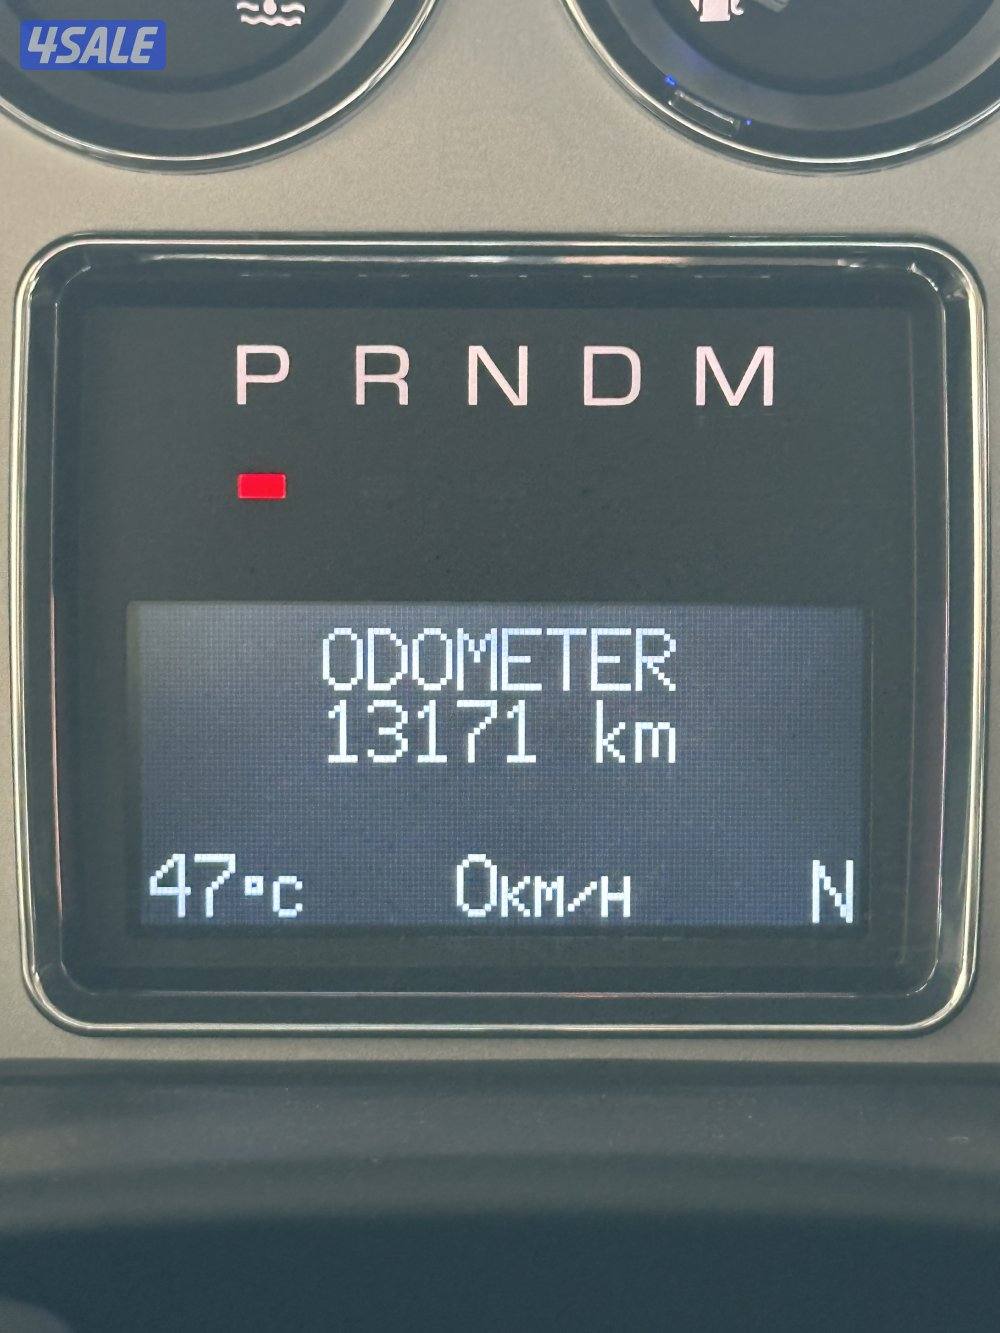 4SALE
P R N D M
ODOMETER
13171 km
47°C 0KM/H N